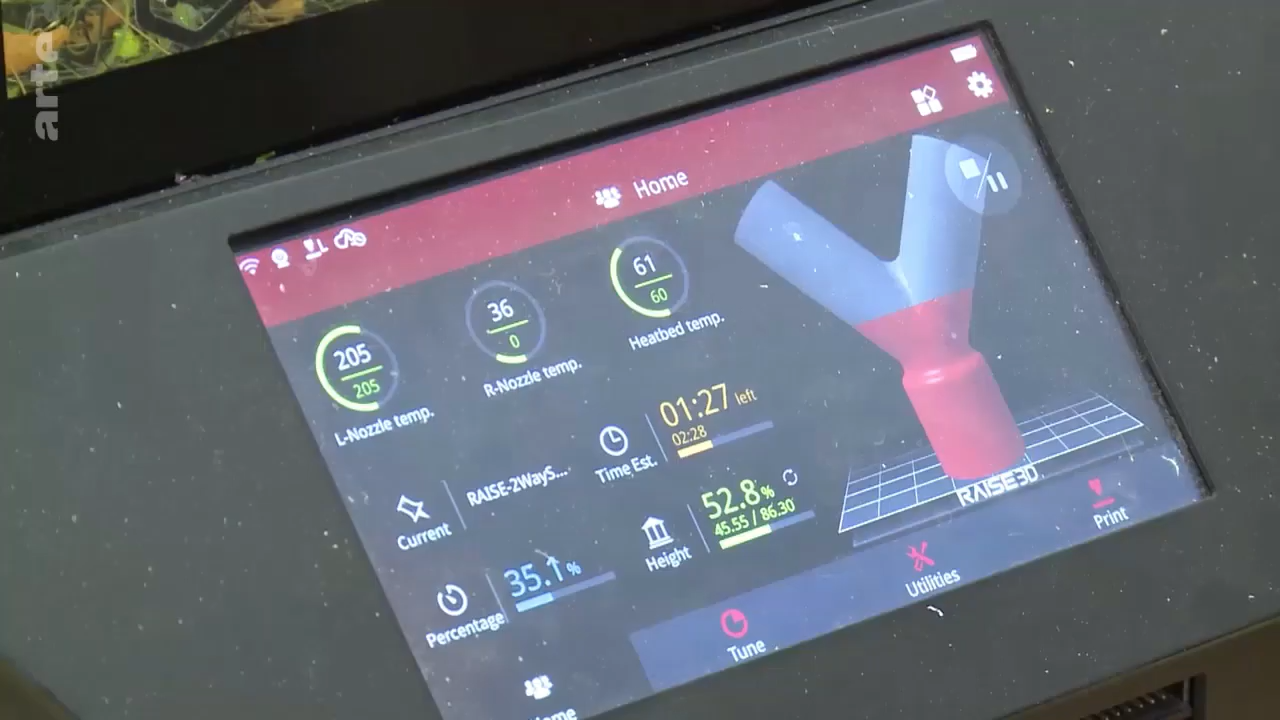 arte
Home
205
205
L-Nozzle temp.
36
0
R-Nozzle temp.
61
60
Heatbed temp.
Current
RAISE-2WayS...
Time Est.
01:27 left
02:28
Percentage
35.1%
Height
52.8%
45.55 / 86.30
RAISE3D
Home
Tune
Utilities
Print